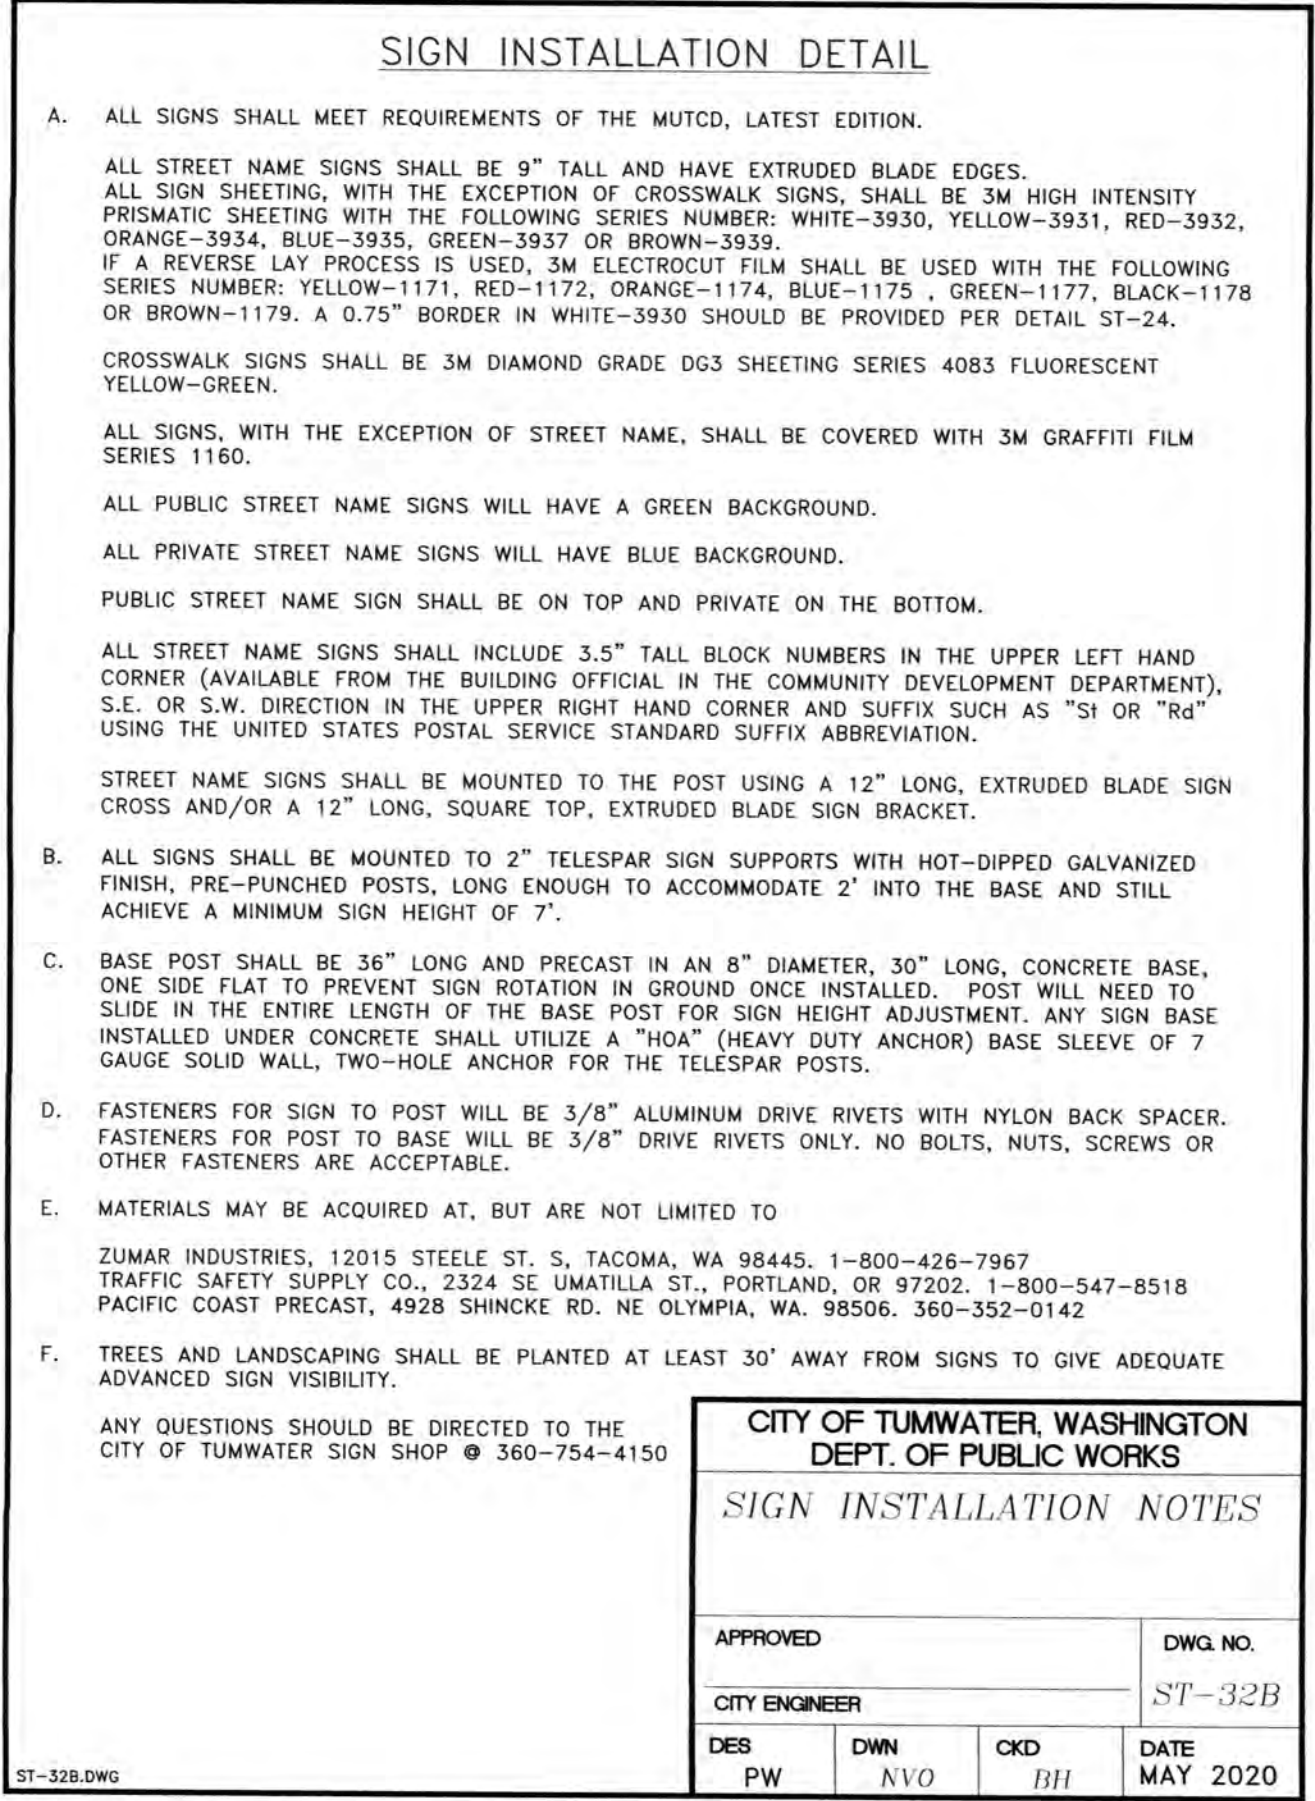 SIGN INSTALLATION DETAIL
A. ALL SIGNS SHALL MEET REQUIREMENTS OF THE MUTCD, LATEST EDITION.
ALL STREET NAME SIGNS SHALL BE 9" TALL AND HAVE EXTRUDED BLADE EDGES.
ALL SIGN SHEETING, WITH THE EXCEPTION OF CROSSWALK SIGNS, SHALL BE 3M HIGH INTENSITY
PRISMATIC SHEETING WITH THE FOLLOWING SERIES NUMBER: WHITE-3930, YELLOW-3931, RED-3932,
ORANGE-3934, BLUE-3935, GREEN-3937 OR BROWN-3939.
IF A REVERSE LAY PROCESS IS USED, 3M ELECTROCUT FILM SHALL BE USED WITH THE FOLLOWING
SERIES NUMBER: YELLOW-1171, RED-1172, ORANGE-1174, BLUE-1175 , GREEN-1177, BLACK-1178
OR BROWN-1179. A 0.75" BORDER IN WHITE-3930 SHOULD BE PROVIDED PER DETAIL ST-24.
CROSSWALK SIGNS SHALL BE 3M DIAMOND GRADE DG3 SHEETING SERIES 4083 FLUORESCENT
YELLOW-GREEN.
ALL SIGNS, WITH THE EXCEPTION OF STREET NAME, SHALL BE COVERED WITH 3M GRAFFITI FILM
SERIES 1160.
ALL PUBLIC STREET NAME SIGNS WILL HAVE A GREEN BACKGROUND.
ALL PRIVATE STREET NAME SIGNS WILL HAVE BLUE BACKGROUND.
PUBLIC STREET NAME SIGN SHALL BE ON TOP AND PRIVATE ON THE BOTTOM.
ALL STREET NAME SIGNS SHALL INCLUDE 3.5" TALL BLOCK NUMBERS IN THE UPPER LEFT HAND
CORNER (AVAILABLE FROM THE BUILDING OFFICIAL IN THE COMMUNITY DEVELOPMENT DEPARTMENT),
S.E. OR S.W. DIRECTION IN THE UPPER RIGHT HAND CORNER AND SUFFIX SUCH AS "St OR "Rd"
USING THE UNITED STATES POSTAL SERVICE STANDARD SUFFIX ABBREVIATION.
STREET NAME SIGNS SHALL BE MOUNTED TO THE POST USING A 12" LONG, EXTRUDED BLADE SIGN
CROSS AND/OR A 12" LONG, SQUARE TOP, EXTRUDED BLADE SIGN BRACKET.
B. ALL SIGNS SHALL BE MOUNTED TO 2" TELESPAR SIGN SUPPORTS WITH HOT-DIPPED GALVANIZED
FINISH, PRE-PUNCHED POSTS, LONG ENOUGH TO ACCOMMODATE 2' INTO THE BASE AND STILL
ACHIEVE A MINIMUM SIGN HEIGHT OF 7'.
C. BASE POST SHALL BE 36" LONG AND PRECAST IN AN 8" DIAMETER, 30" LONG, CONCRETE BASE,
ONE SIDE FLAT TO PREVENT SIGN ROTATION IN GROUND ONCE INSTALLED. POST WILL NEED TO
SLIDE IN THE ENTIRE LENGTH OF THE BASE POST FOR SIGN HEIGHT ADJUSTMENT. ANY SIGN BASE
INSTALLED UNDER CONCRETE SHALL UTILIZE A "HOA" (HEAVY DUTY ANCHOR) BASE SLEEVE OF 7
GAUGE SOLID WALL, TWO-HOLE ANCHOR FOR THE TELESPAR POSTS.
D. FASTENERS FOR SIGN TO POST WILL BE 3/8" ALUMINUM DRIVE RIVETS WITH NYLON BACK SPACER.
FASTENERS FOR POST TO BASE WILL BE 3/8" DRIVE RIVETS ONLY. NO BOLTS, NUTS, SCREWS OR
OTHER FASTENERS ARE ACCEPTABLE.
E. MATERIALS MAY BE ACQUIRED AT, BUT ARE NOT LIMITED TO
ZUMAR INDUSTRIES, 12015 STEELE ST. S, TACOMA, WA 98445. 1-800-426-7967
TRAFFIC SAFETY SUPPLY CO., 2324 SE UMATILLA ST., PORTLAND, OR 97202. 1-800-547-8518
PACIFIC COAST PRECAST, 4928 SHINCKE RD. NE OLYMPIA, WA. 98506. 360-352-0142
F. TREES AND LANDSCAPING SHALL BE PLANTED AT LEAST 30' AWAY FROM SIGNS TO GIVE ADEQUATE
ADVANCED SIGN VISIBILITY.
ANY QUESTIONS SHOULD BE DIRECTED TO THE
CITY OF TUMWATER SIGN SHOP @ 360-754-4150
CITY OF TUMWATER, WASHINGTON
DEPT. OF PUBLIC WORKS
SIGN INSTALLATION NOTES
APPROVED
CITY ENGINEER
DWG. NO.
ST-32B
DES
PW
DWN
NVO
CKD
BH
DATE
MAY 2020
ST-32B.DWG